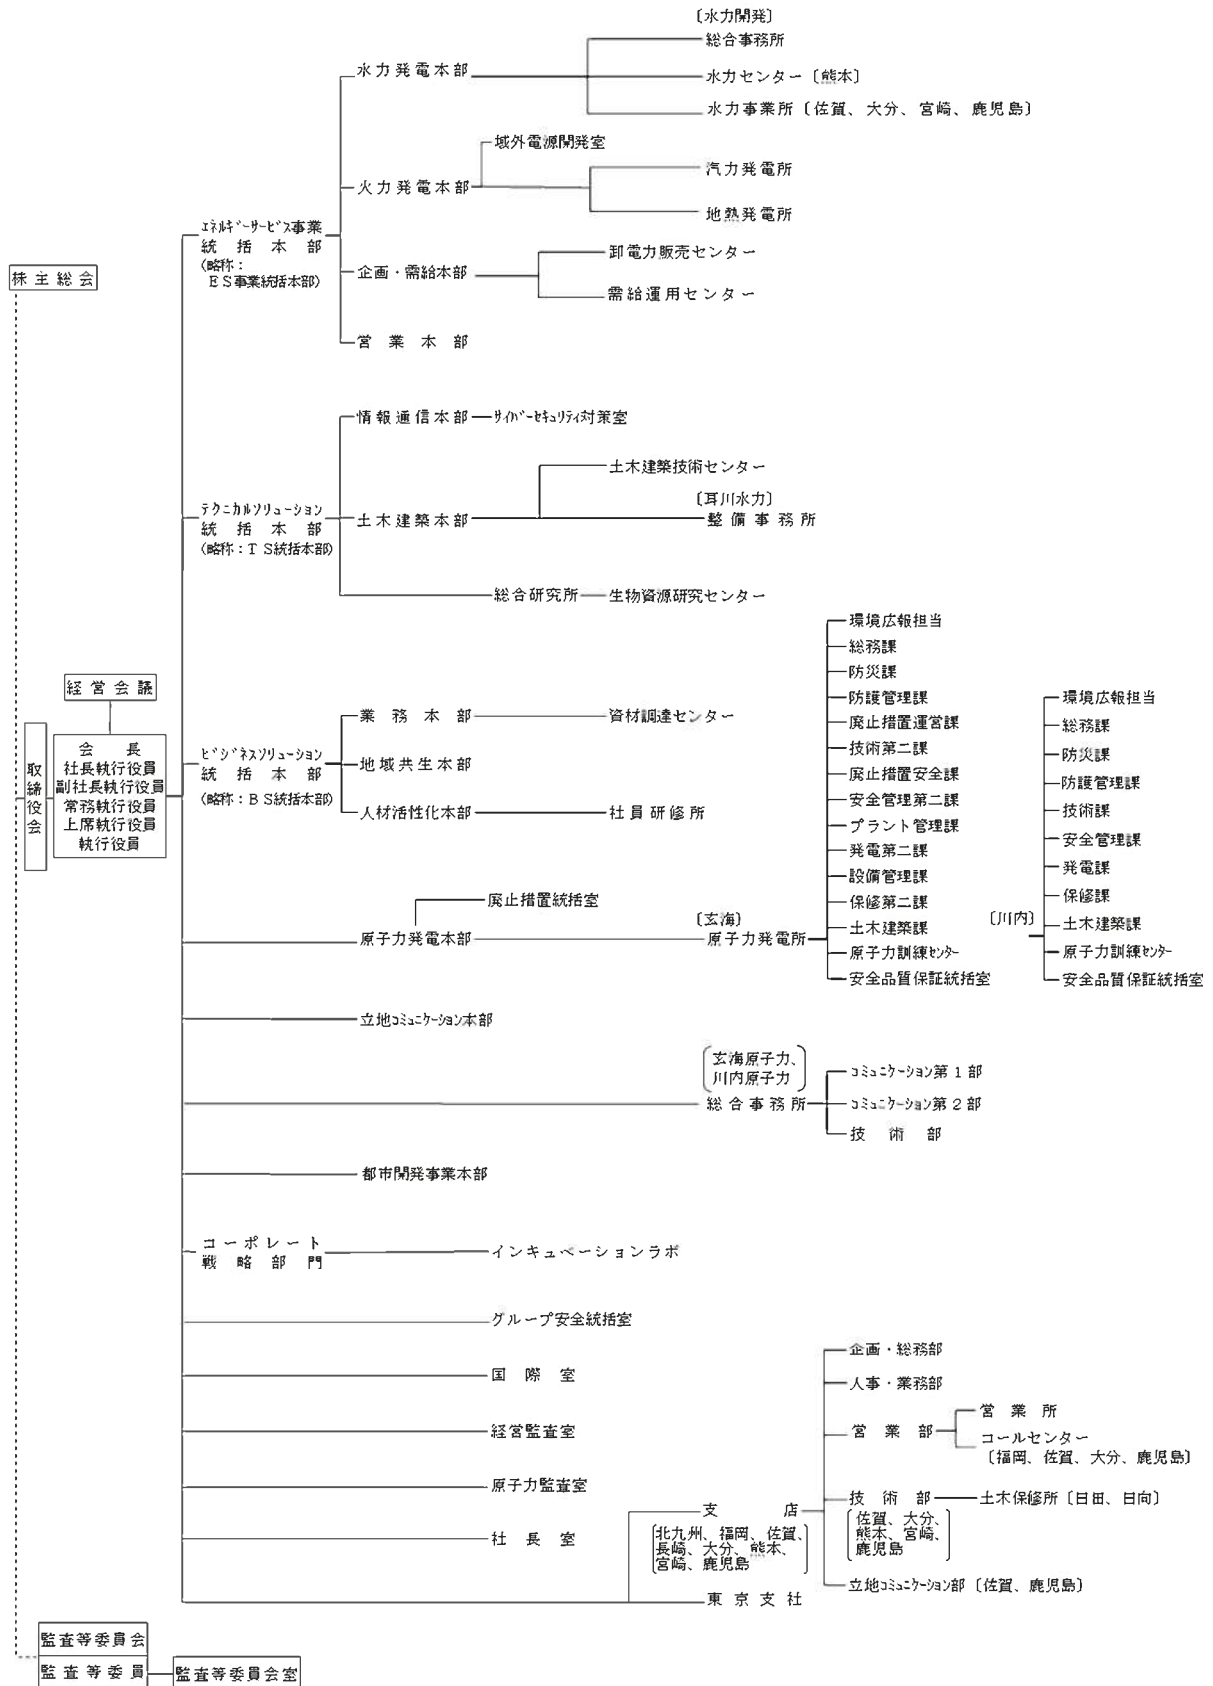 〔水力開発〕
総合事務所
水力発電本部
水力センター〔熊本〕
水力事業所〔佐賀、大分、宮崎、鹿児島〕
域外電源開発室
汽力発電所
火力発電本部
地熱発電所
ｴﾈﾙｷﾞｰｻｰﾋﾞｽ事業
統括本部
(略称：
ＥＳ事業統括本部)
卸電力販売センター
企画・需給本部
需給運用センター
営業本部
株主総会
情報通信本部
ｻｲﾊﾞｰｾｷｭﾘﾃｨ対策室
土木建築技術センター
〔耳川水力〕
テクニカルソリューション
統括本部
(略称：ＴＳ統括本部)
土木建築本部
整備事務所
総合研究所
生物資源研究センター
経営会議
取締役会
会長
社長執行役員
副社長執行役員
常務執行役員
上席執行役員
執行役員
業務本部
資材調達センター
ﾋﾞｼﾞﾈｽｿﾘｭｰｼｮﾝ
統括本部
(略称：ＢＳ統括本部)
地域共生本部
人材活性化本部
社員研修所
廃止措置統括室
原子力発電本部
〔玄海〕
原子力発電所
環境広報担当
総務課
防災課
防護管理課
廃止措置運営課
技術第二課
廃止措置安全課
安全管理第二課
プラント管理課
発電第二課
設備管理課
保修第二課
土木建築課
原子力訓練ｾﾝﾀｰ
安全品質保証統括室
〔川内〕
環境広報担当
総務課
防災課
防護管理課
技術課
安全管理課
発電課
保修課
土木建築課
原子力訓練ｾﾝﾀｰ
安全品質保証統括室
立地ｺﾐｭﾆｹｰｼｮﾝ本部
〔玄海原子力、
川内原子力〕
総合事務所
ｺﾐｭﾆｹｰｼｮﾝ第１部
ｺﾐｭﾆｹｰｼｮﾝ第２部
技術部
都市開発事業本部
コーポレート
戦略部門
インキュベーションラボ
グループ安全統括室
国際室
経営監査室
原子力監査室
社長室
支店
〔北九州、福岡、佐賀、
長崎、大分、熊本、
宮崎、鹿児島〕
東京支社
企画・総務部
人事・業務部
営業部
営業所
コールセンター
〔福岡、佐賀、大分、鹿児島〕
技術部
〔佐賀、大分、
熊本、宮崎、
鹿児島〕
土木保修所〔日田、日向〕
立地ｺﾐｭﾆｹｰｼｮﾝ部〔佐賀、鹿児島〕
監査等委員会
監査等委員
監査等委員会室